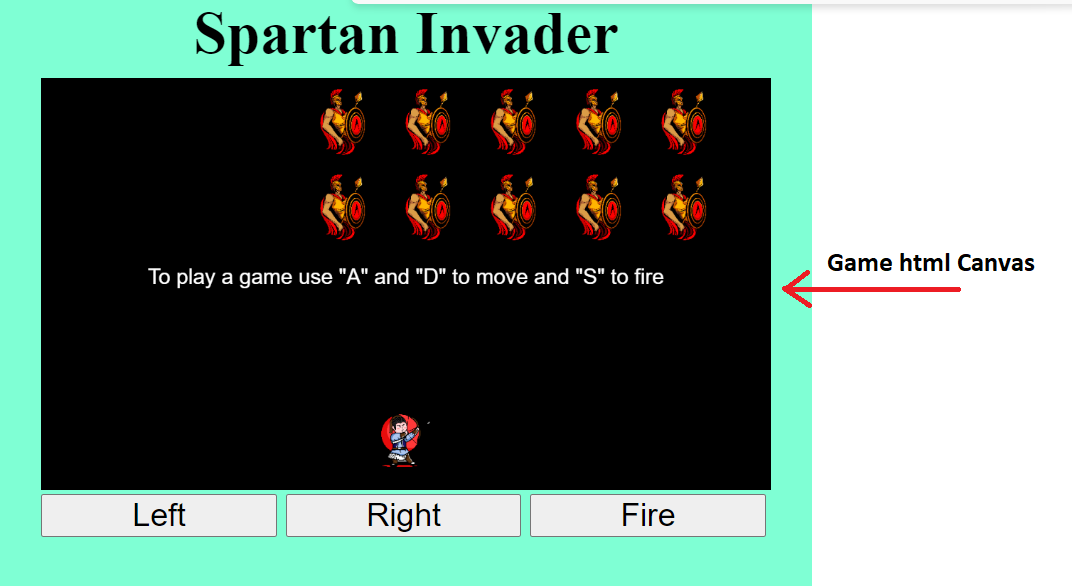 Spartan Invader
To play a game use "A" and "D" to move and "S" to fire
Game html Canvas
Left
Right
Fire